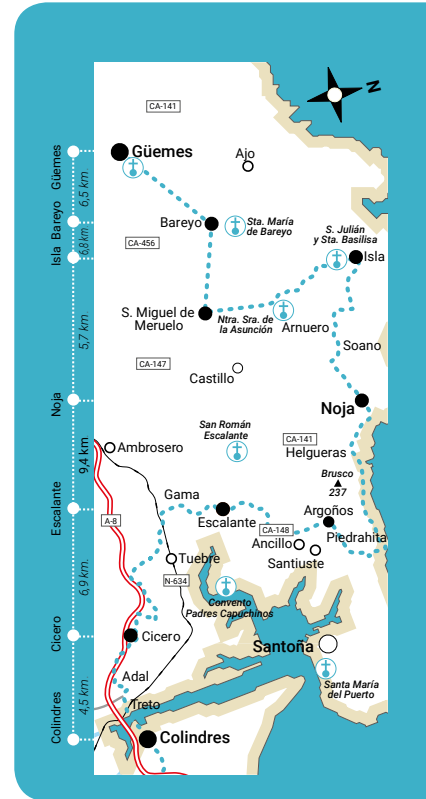 N
CA-141
Güemes
Ajo
Bareyo
Sta. María
de Bareyo
CA-456
S. Julián
y Sta. Basilisa
Isla
S. Miguel de
Meruelo
Ntra. Sra. de
la Asunción
Arnuero
Soano
CA-147
Castillo
Noja
San Román
Escalante
CA-141
Helgueras
Ambrosero
Brusco
237
Gama
Escalante
Argoños
A-8
CA-148
Ancillo
Piedrahita
Santiuste
Tuebre
N-634
Convento
Padres Capuchinos
Cicero
Santoña
Adal
Santa María
del Puerto
Treto
Colindres
Güemes
6,5 km
Bareyo
6,8 km
Isla
5,7 km
Noja
9,4 km
Escalante
6,9 km.
Cicero
4,5 km
Colindres